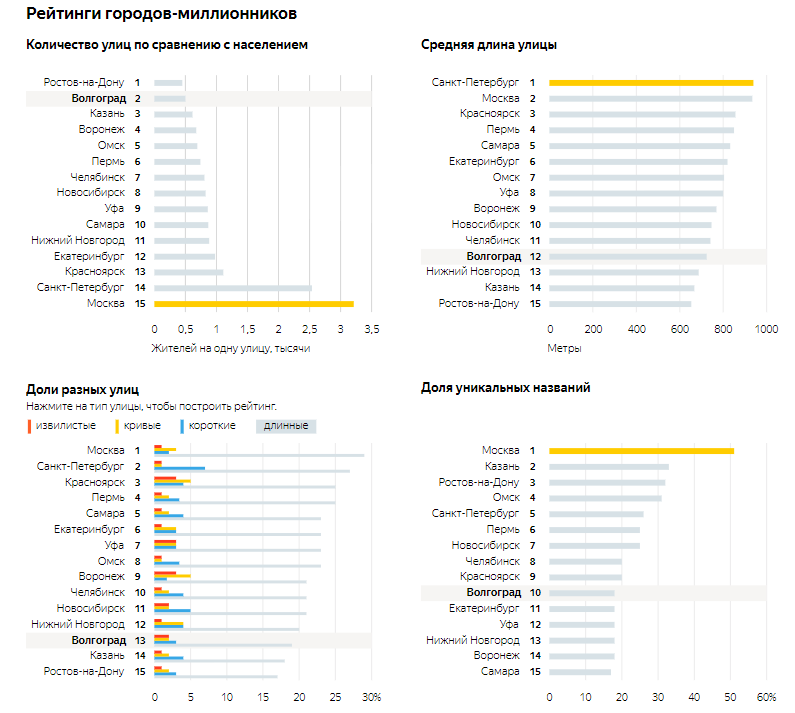 Рейтинги городов-миллионников
Количество улиц по сравнению с населением
Ростов-на-Дону 1
Волгоград 2
Казань 3
Воронеж 4
Омск 5
Пермь 6
Челябинск 7
Новосибирск 8
Уфа 9
Самара 10
Нижний Новгород 11
Екатеринбург 12
Красноярск 13
Санкт-Петербург 14
Москва 15
0 0,5 1 1,5 2 2,5 3 3,5
Жителей на одну улицу, тысячи
Средняя длина улицы
Санкт-Петербург 1
Москва 2
Красноярск 3
Пермь 4
Самара 5
Екатеринбург 6
Омск 7
Уфа 8
Воронеж 9
Новосибирск 10
Челябинск 11
Волгоград 12
Нижний Новгород 13
Казань 14
Ростов-на-Дону 15
0 200 400 600 800 1000
Метры
Доли разных улиц
Нажмите на тип улицы, чтобы построить рейтинг.
извилистые кривые короткие длинные
Москва 1
Санкт-Петербург 2
Красноярск 3
Пермь 4
Самара 5
Екатеринбург 6
Уфа 7
Омск 8
Воронеж 9
Челябинск 10
Новосибирск 11
Нижний Новгород 12
Волгоград 13
Казань 14
Ростов-на-Дону 15
0 5 10 15 20 25 30%
Доля уникальных названий
Москва 1
Казань 2
Ростов-на-Дону 3
Омск 4
Санкт-Петербург 5
Пермь 6
Новосибирск 7
Челябинск 8
Красноярск 9
Волгоград 10
Екатеринбург 11
Уфа 12
Нижний Новгород 13
Воронеж 14
Самара 15
0 10 20 30 40 50 60%